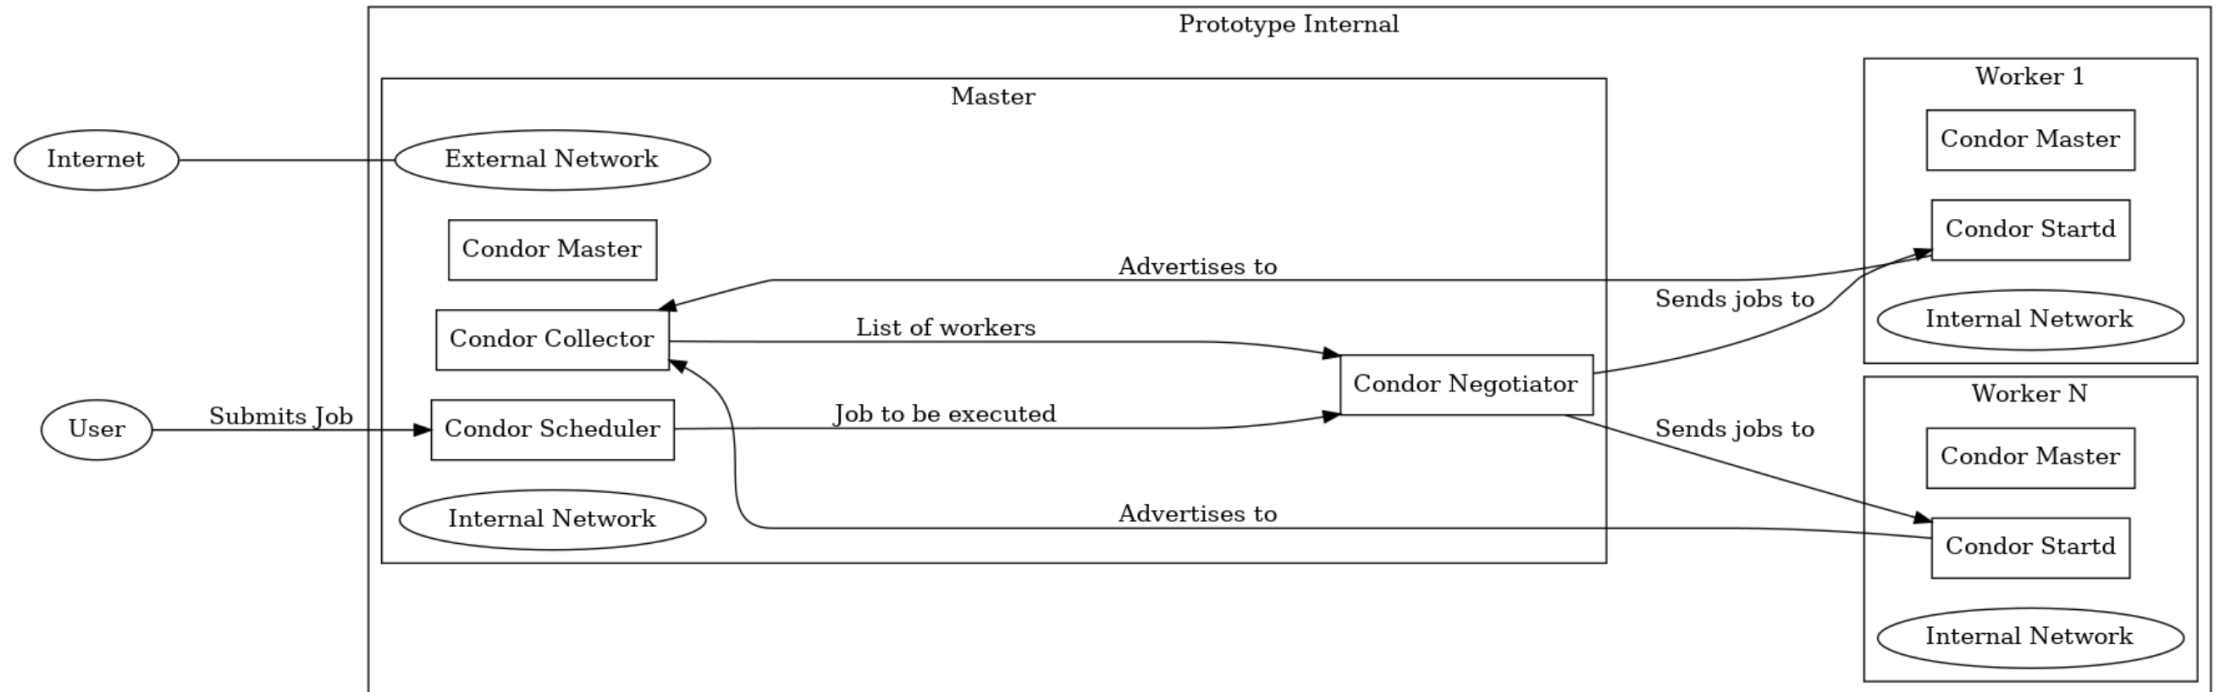 Prototype Internal
Master
Worker 1
Internet
External Network
Condor Master
Condor Master
Condor Startd
Advertises to
Sends jobs to
Internal Network
Condor Collector
List of workers
Condor Negotiator
Worker N
User
Submits Job
Condor Scheduler
Job to be executed
Sends jobs to
Condor Master
Internal Network
Advertises to
Condor Startd
Internal Network